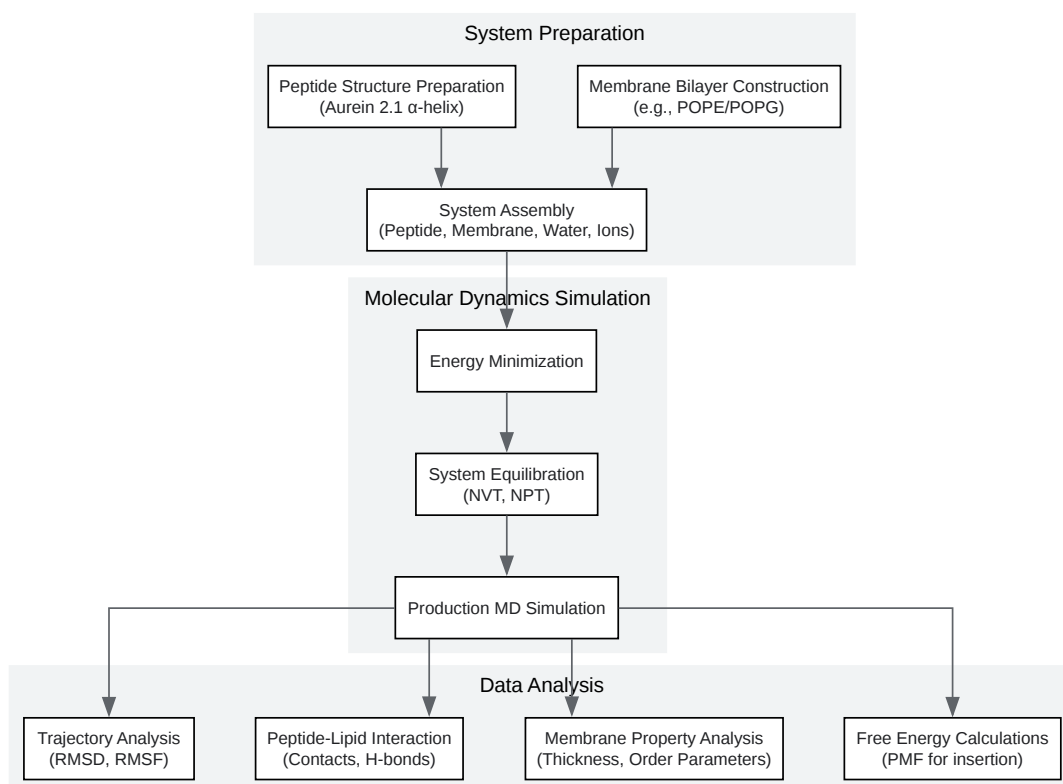 System Preparation
Peptide Structure Preparation
(Aurein 2.1 α-helix)
Membrane Bilayer Construction
(e.g., POPE/POPG)
System Assembly
(Peptide, Membrane, Water, Ions)
Molecular Dynamics Simulation
Energy Minimization
System Equilibration
(NVT, NPT)
Production MD Simulation
Data Analysis
Trajectory Analysis
(RMSD, RMSF)
Peptide-Lipid Interaction
(Contacts, H-bonds)
Membrane Property Analysis
(Thickness, Order Parameters)
Free Energy Calculations
(PMF for insertion)